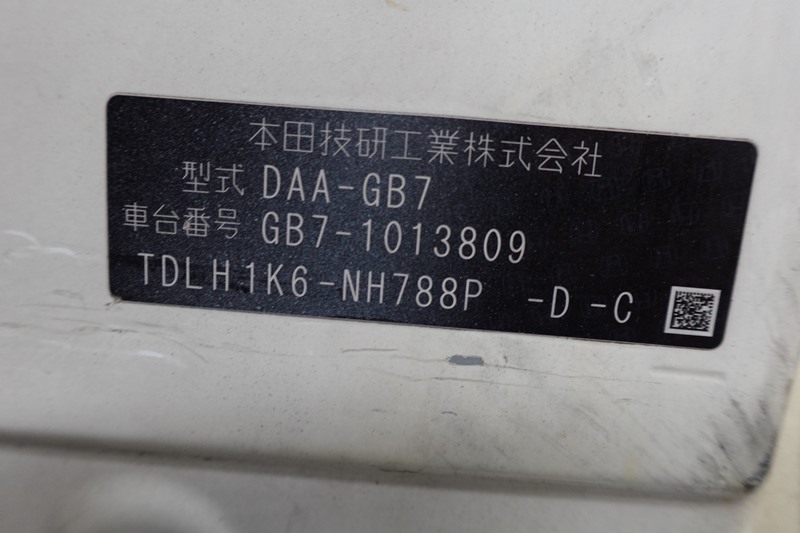 本田技研工業株式会社
型式 DAA-GB7
車台番号 GB7-1013809
TDLH1K6-NH788P -D -C